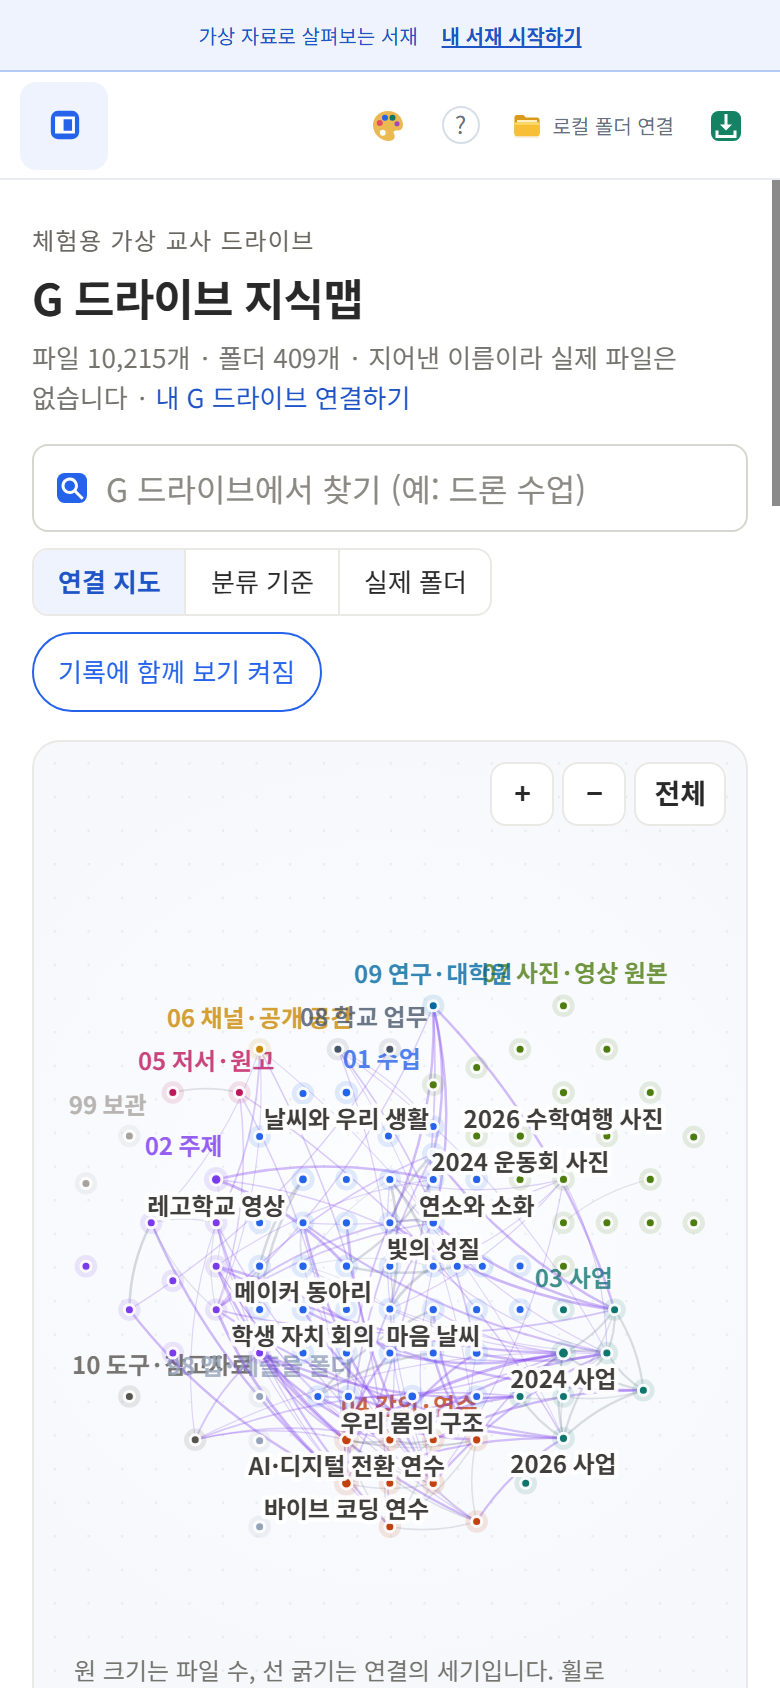 가상 자료로 살펴보는 서재 내 서재 시작하기
? 로컬 폴더 연결
체험용 가상 교사 드라이브
G 드라이브 지식맵
파일 10,215개 · 폴더 409개 · 지어낸 이름이라 실제 파일은
없습니다 · 내 G 드라이브 연결하기
G 드라이브에서 찾기 (예: 드론 수업)
연결 지도 분류 기준 실제 폴더
기록에 함께 보기 켜짐
+ − 전체
09 연구·대학원 07 사진·영상 원본
06 채널·공개 08 학교 업무
05 저서·원고 01 수업
99 보관
날씨와 우리 생활 2026 수학여행 사진
02 주제
2024 운동회 사진
레고학교 영상 연소와 소화
빛의 성질
03 사업
메이커 동아리
학생 자치 회의 마음 날씨
10 도구·참고자료 폴더
2024 사업
04 강의·연수
우리 몸의 구조
AI·디지털 전환 연수 2026 사업
바이브 코딩 연수
원 크기는 파일 수, 선 굵기는 연결의 세기입니다. 휠로